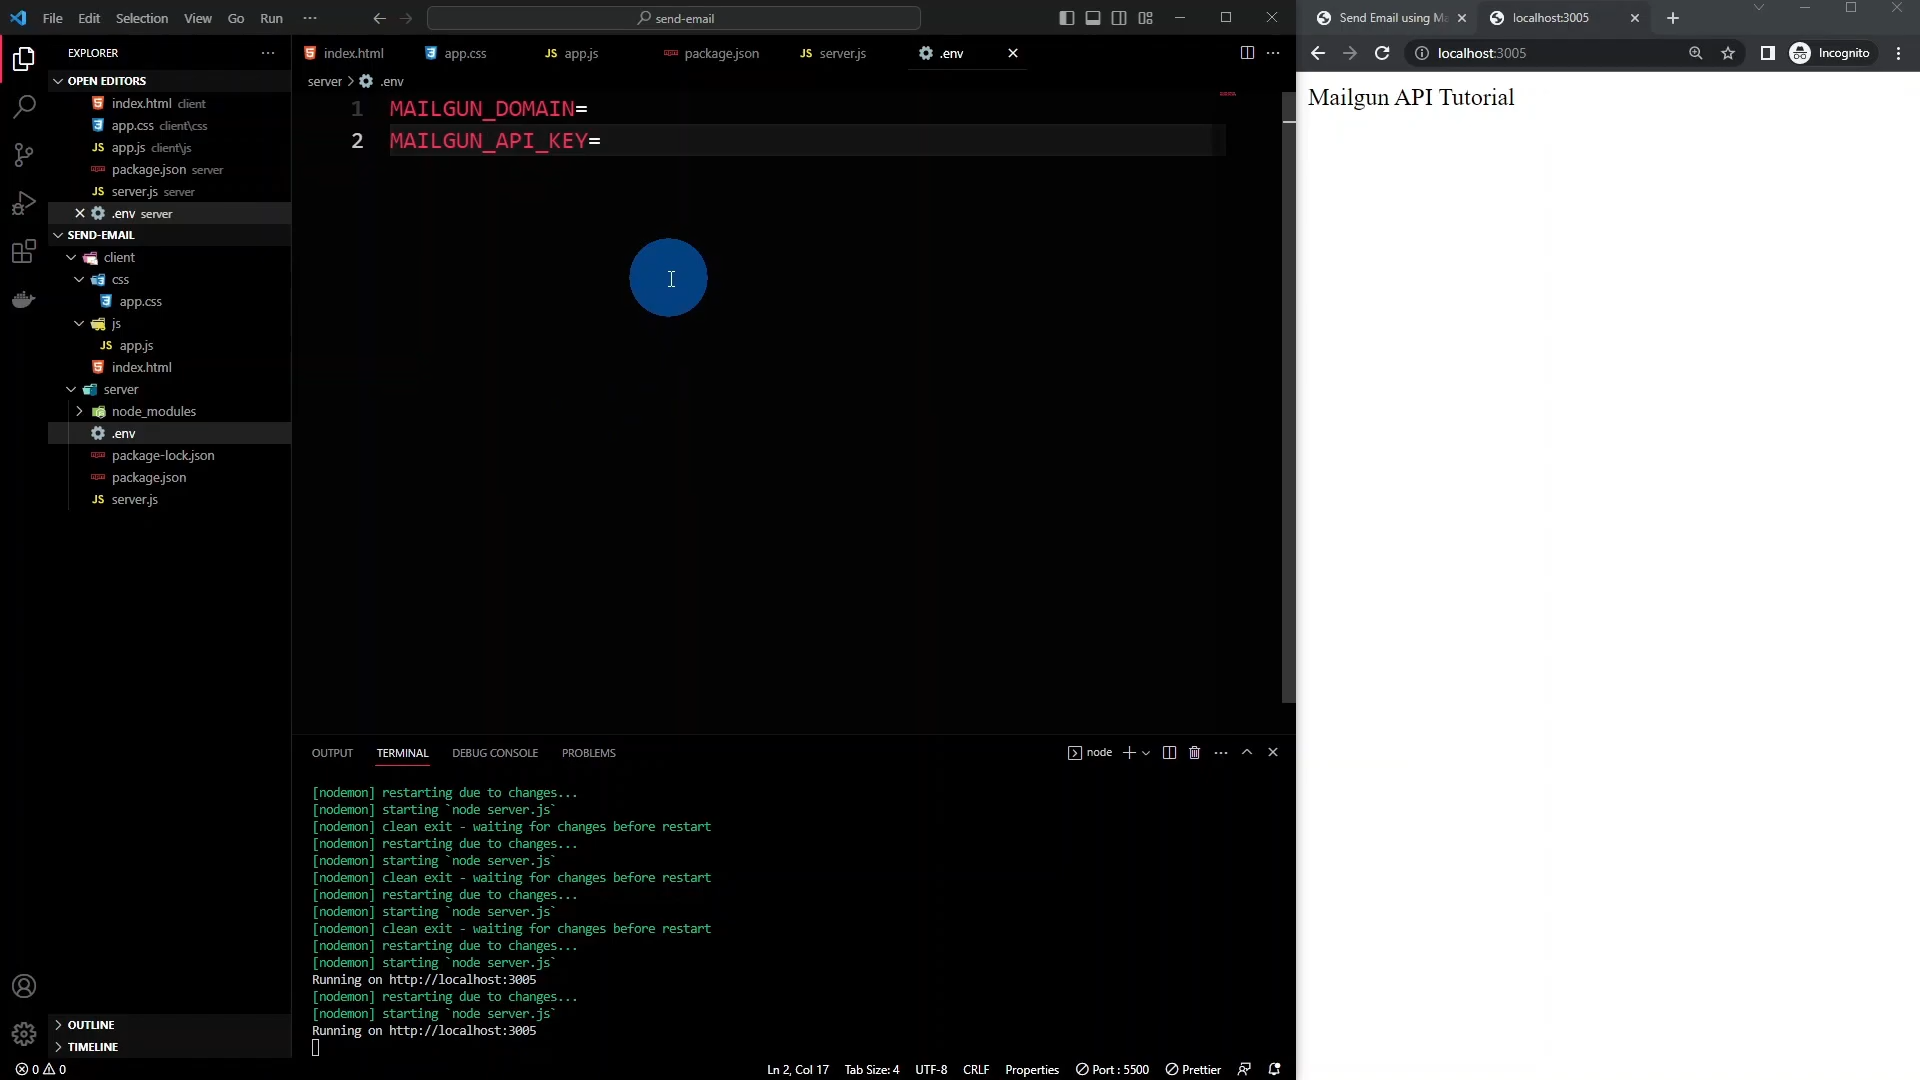 File Edit Selection View Go Run ···
send-email
Send Email using Ma
localhost:3005
EXPLORER
index.html
app.css
JS app.js
package.json
JS server.js
.env
localhost:3005
Incognito
OPEN EDITORS
server > .env
index.html client
app.css client\css
JS app.js client\js
package.json server
JS server.js server
.env server
SEND-EMAIL
client
css
app.css
js
JS app.js
index.html
server
node_modules
.env
package-lock.json
package.json
JS server.js
OUTLINE
TIMELINE
1 MAILGUN_DOMAIN=
2 MAILGUN_API_KEY=
Mailgun API Tutorial
OUTPUT TERMINAL DEBUG CONSOLE PROBLEMS
node
[nodemon] restarting due to changes...
[nodemon] starting `node server.js`
[nodemon] clean exit - waiting for changes before restart
[nodemon] restarting due to changes...
[nodemon] starting `node server.js`
[nodemon] clean exit - waiting for changes before restart
[nodemon] restarting due to changes...
[nodemon] starting `node server.js`
[nodemon] clean exit - waiting for changes before restart
[nodemon] restarting due to changes...
[nodemon] starting `node server.js`
Running on http://localhost:3005
[nodemon] restarting due to changes...
[nodemon] starting `node server.js`
Running on http://localhost:3005
0 0
Ln 2, Col 17 Tab Size: 4 UTF-8 CRLF Properties Port : 5500 Prettier